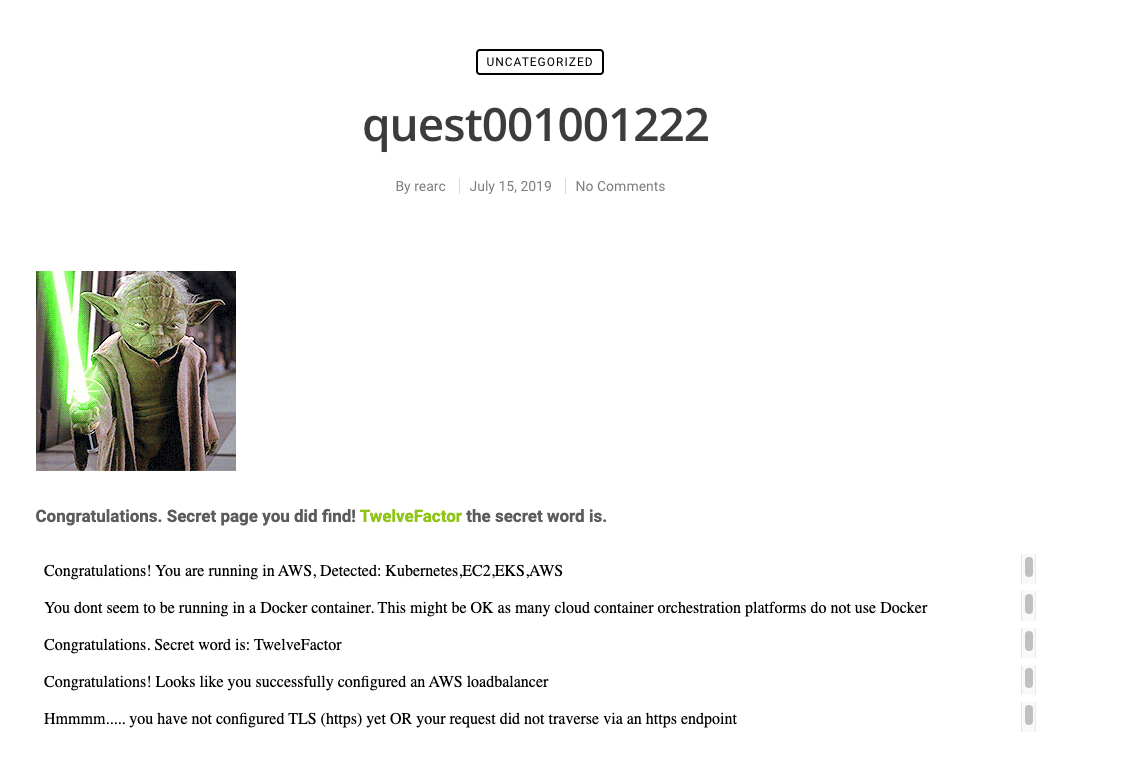 UNCATEGORIZED
quest001001222
By rearc July 15, 2019 No Comments
Congratulations. Secret page you did find! TwelveFactor the secret word is.
Congratulations! You are running in AWS, Detected: Kubernetes,EC2,EKS,AWS
You dont seem to be running in a Docker container. This might be OK as many cloud container orchestration platforms do not use Docker
Congratulations. Secret word is: TwelveFactor
Congratulations! Looks like you successfully configured an AWS loadbalancer
Hmmmm..... you have not configured TLS (https) yet OR your request did not traverse via an https endpoint